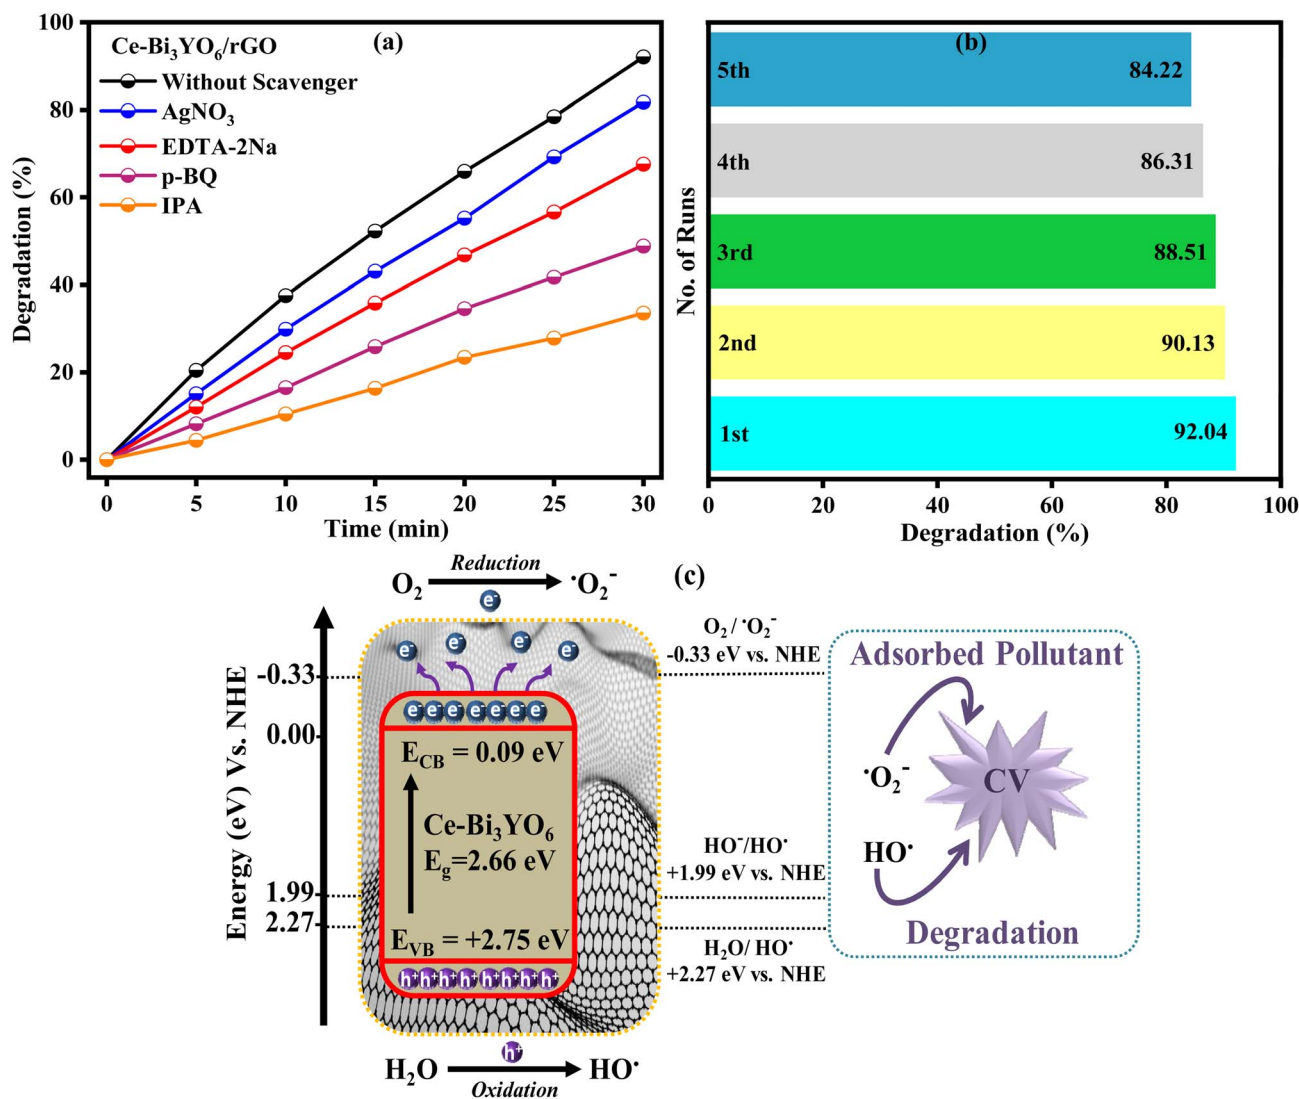 (a)
Ce-Bi₃YO₆/rGO
Without Scavenger
AgNO₃
EDTA-2Na
p-BQ
IPA
Degradation (%)
100
80
60
40
20
0
0 5 10 15 20 25 30
Time (min)
(b)
No. of Runs
5th 84.22
4th 86.31
3rd 88.51
2nd 90.13
1st 92.04
0 20 40 60 80 100
Degradation (%)
(c)
Reduction
O₂ ˙O₂⁻
e⁻
e⁻ e⁻ e⁻ e⁻
e⁻ e⁻ e⁻ e⁻ e⁻ e⁻ e⁻
Energy (eV) Vs. NHE
-0.33
0.00
1.99
2.27
E_CB = 0.09 eV
Ce-Bi₃YO₆
E_g=2.66 eV
E_VB = +2.75 eV
h⁺ h⁺ h⁺ h⁺ h⁺ h⁺ h⁺ h⁺
h⁺
H₂O HO˙
Oxidation
O₂ / ˙O₂⁻
-0.33 eV vs. NHE
HO⁻/HO˙
+1.99 eV vs. NHE
H₂O/ HO˙
+2.27 eV vs. NHE
Adsorbed Pollutant
˙O₂⁻
CV
HO˙
Degradation